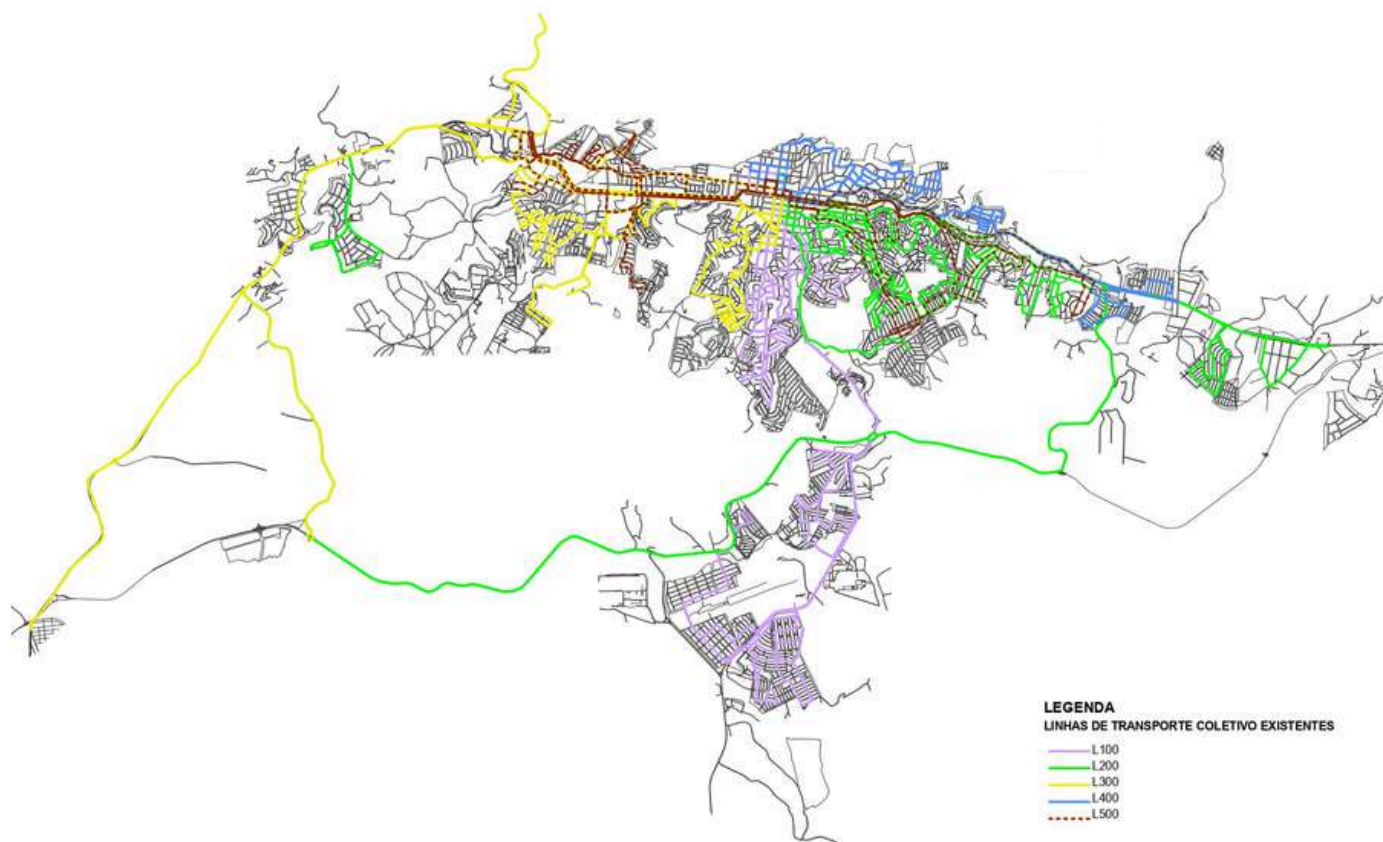 LEGENDA
LINHAS DE TRANSPORTE COLETIVO EXISTENTES
L100
L200
L300
L400
L500